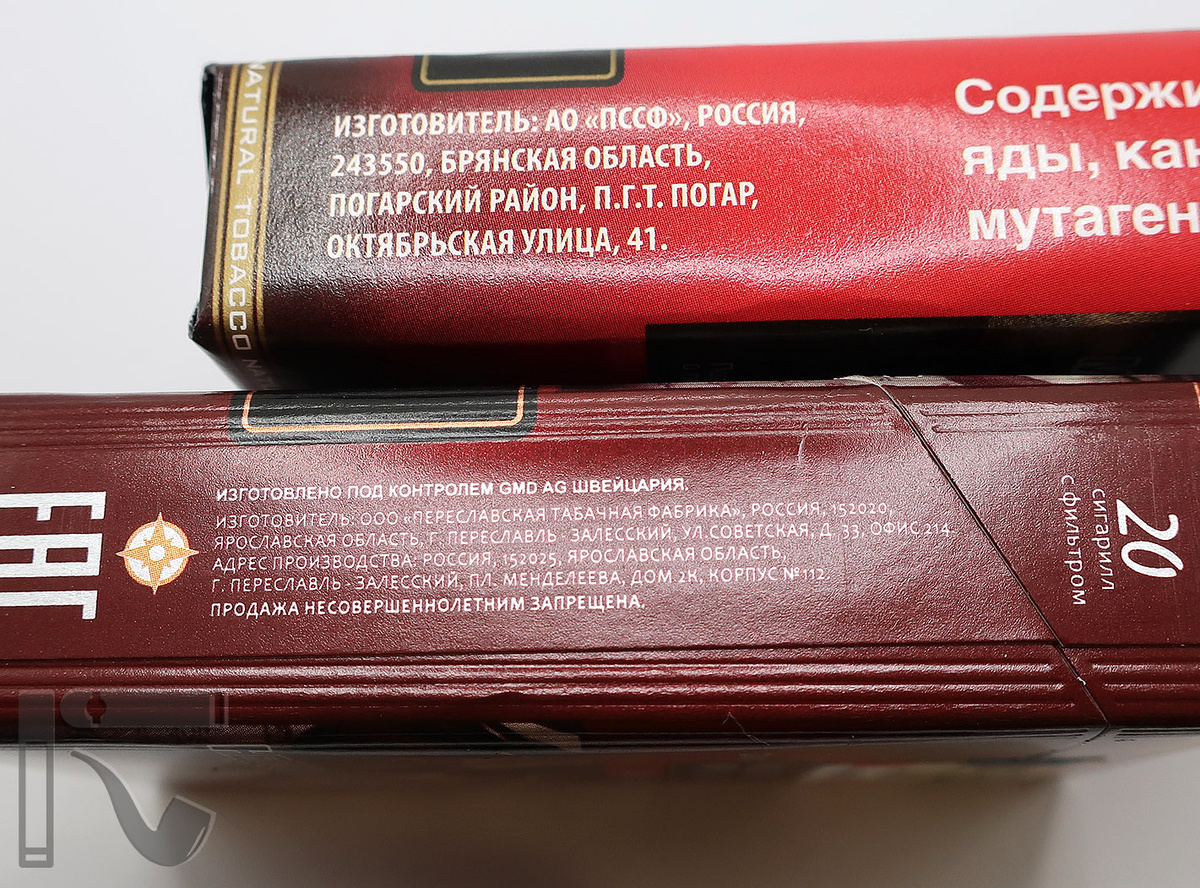 NATURAL TOBACCO
ИЗГОТОВИТЕЛЬ: АО «ПССФ», РОССИЯ,
243550, БРЯНСКАЯ ОБЛАСТЬ,
ПОГАРСКИЙ РАЙОН, П.Г.Т. ПОГАР,
ОКТЯБРЬСКАЯ УЛИЦА, 41.
Содержи
яды, кан
мутаген
EAC
ИЗГОТОВЛЕНО ПОД КОНТРОЛЕМ GMD AG ШВЕЙЦАРИЯ.
ИЗГОТОВИТЕЛЬ: ООО «ПЕРЕСЛАВСКАЯ ТАБАЧНАЯ ФАБРИКА», РОССИЯ, 152020,
ЯРОСЛАВСКАЯ ОБЛАСТЬ, Г. ПЕРЕСЛАВЛЬ - ЗАЛЕССКИЙ, УЛ.СОВЕТСКАЯ, Д. 33, ОФИС 214.
АДРЕС ПРОИЗВОДСТВА: РОССИЯ, 152025, ЯРОСЛАВСКАЯ ОБЛАСТЬ,
Г. ПЕРЕСЛАВЛЬ - ЗАЛЕССКИЙ, ПЛ. МЕНДЕЛЕЕВА, ДОМ 2К, КОРПУС №112.
ПРОДАЖА НЕСОВЕРШЕННОЛЕТНИМ ЗАПРЕЩЕНА.
20
сигарилл
с фильтром